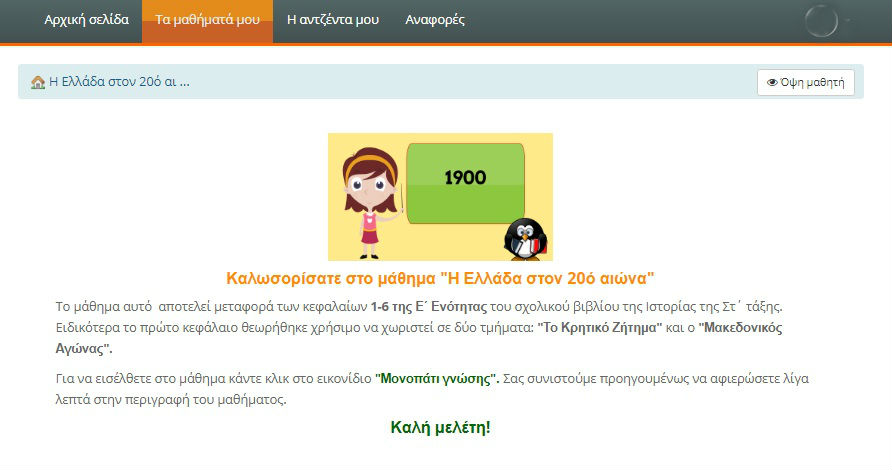 Αρχική σελίδα Τα μαθήματά μου Η αντζέντα μου Αναφορές
Η Ελλάδα στον 20ό αι ... Όψη μαθητή
1900
Καλωσορίσατε στο μάθημα "Η Ελλάδα στον 20ό αιώνα"
Το μάθημα αυτό αποτελεί μεταφορά των κεφαλαίων 1-6 της Ε΄ Ενότητας του σχολικού βιβλίου της Ιστορίας της Στ΄ τάξης.
Ειδικότερα το πρώτο κεφάλαιο θεωρήθηκε χρήσιμο να χωριστεί σε δύο τμήματα: "Το Κρητικό Ζήτημα" και ο "Μακεδονικός
Αγώνας".
Για να εισέλθετε στο μάθημα κάντε κλικ στο εικονίδιο "Μονοπάτι γνώσης". Σας συνιστούμε προηγουμένως να αφιερώσετε λίγα
λεπτά στην περιγραφή του μαθήματος.
Καλή μελέτη!